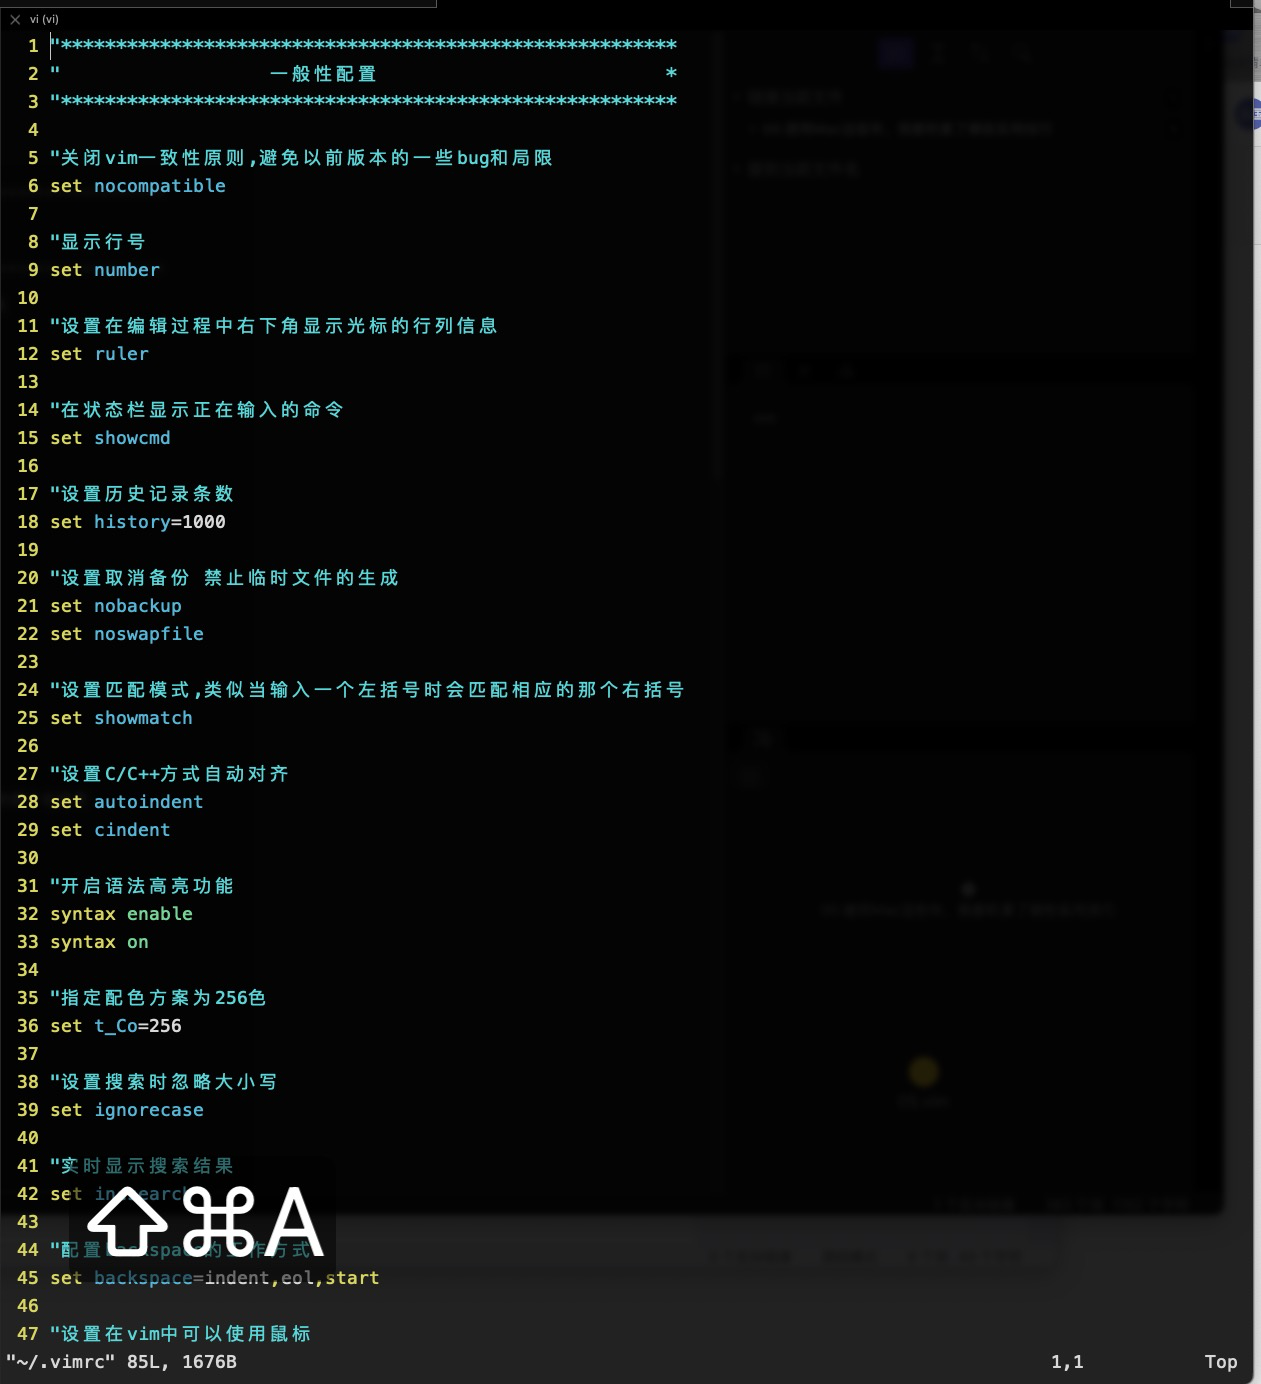 vi (vi)
1 "********************************************************
2 "                   一般性配置                          *
3 "********************************************************
4
5 "关闭vim一致性原则,避免以前版本的一些bug和局限
6 set nocompatible
7
8 "显示行号
9 set number
10
11 "设置在编辑过程中右下角显示光标的行列信息
12 set ruler
13
14 "在状态栏显示正在输入的命令
15 set showcmd
16
17 "设置历史记录条数
18 set history=1000
19
20 "设置取消备份 禁止临时文件的生成
21 set nobackup
22 set noswapfile
23
24 "设置匹配模式,类似当输入一个左括号时会匹配相应的那个右括号
25 set showmatch
26
27 "设置C/C++方式自动对齐
28 set autoindent
29 set cindent
30
31 "开启语法高亮功能
32 syntax enable
33 syntax on
34
35 "指定配色方案为256色
36 set t_Co=256
37
38 "设置搜索时忽略大小写
39 set ignorecase
40
41 "实时显示搜索结果
42 set incsearch
43
44 "配置backspace的工作方式
45 set backspace=indent,eol,start
46
47 "设置在vim中可以使用鼠标
"~/.vimrc" 85L, 1676B 1,1 Top
⇧⌘A